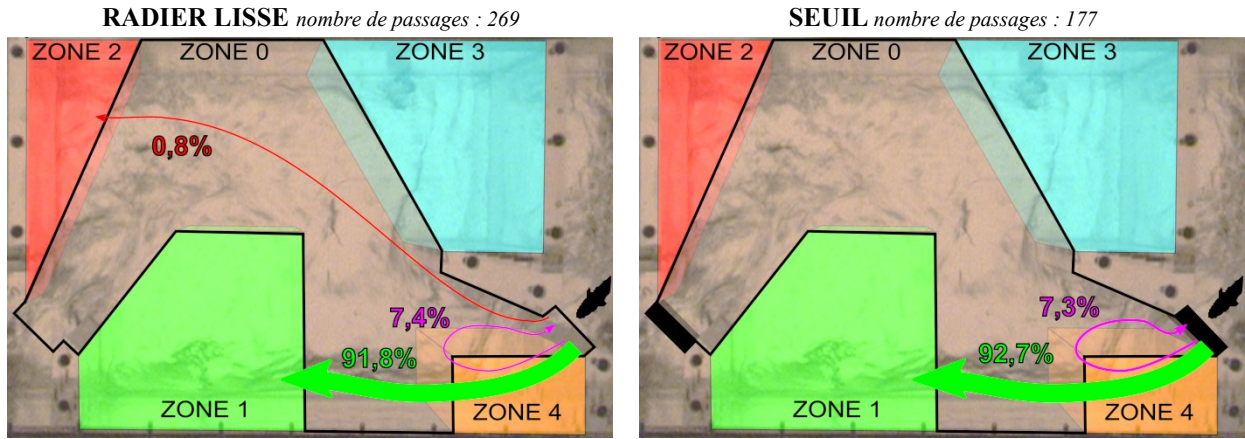 RADIER LISSE nombre de passages : 269
ZONE 2 ZONE 0 ZONE 3
0,8%
7,4%
91,8%
ZONE 1 ZONE 4
SEUIL nombre de passages : 177
ZONE 2 ZONE 0 ZONE 3
7,3%
92,7%
ZONE 1 ZONE 4